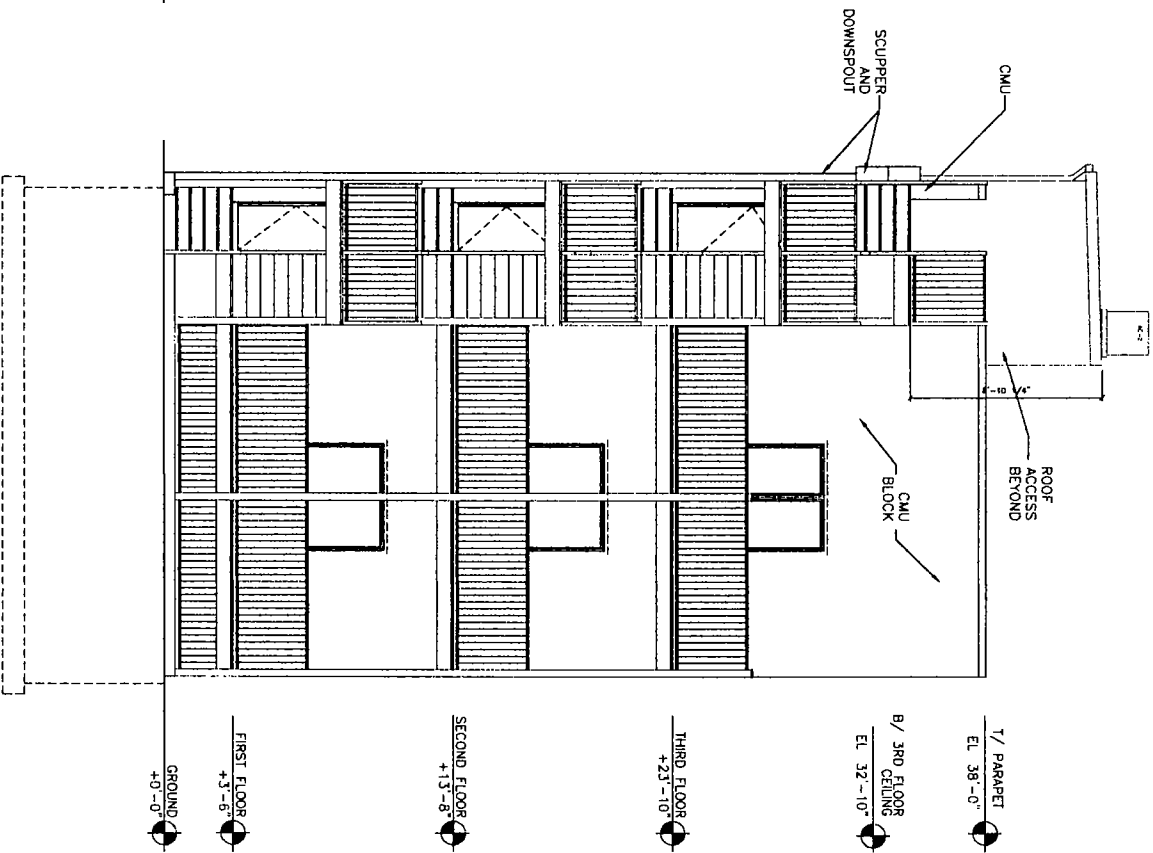 SCUPPER
AND
DOWNSPOUT
CMU
ROOF
ACCESS
BEYOND
CMU
BLOCK
T/ PARAPET
EL 38'-0"
B/ 3RD FLOOR
CEILING
EL 32'-10"
THIRD FLOOR
+23'-10"
SECOND FLOOR
+13'-8"
FIRST FLOOR
+3'-6"
GROUND
+0'-0"